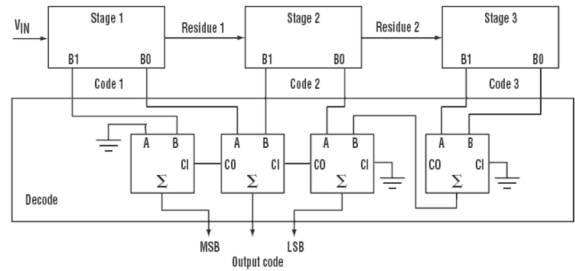 Stage 1
Stage 2
Stage 3
VIN
Residue 1
Residue 2
B1 B0
B1 B0
B1 B0
Code 1
Code 2
Code 3
A B
A B
A B
A B
CI
CO CI
CO CI
CO CI
Σ
Σ
Σ
Σ
Decode
MSB
LSB
Output code